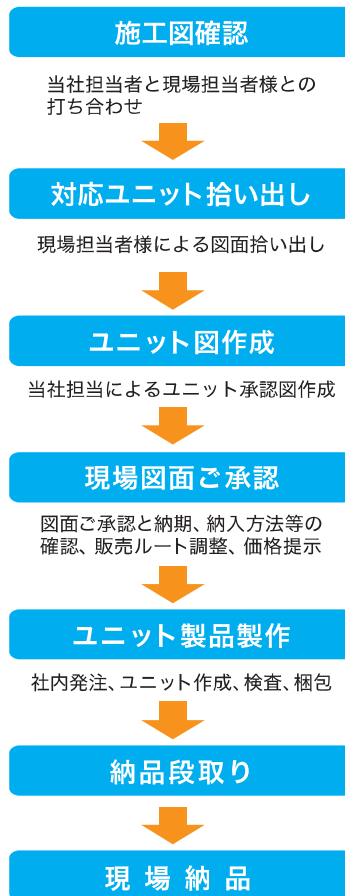 施工図確認
当社担当者と現場担当者様との
打ち合わせ
対応ユニット拾い出し
現場担当者様による図面拾い出し
ユニット図作成
当社担当によるユニット承認図作成
現場図面ご承認
図面ご承認と納期、納入方法等の
確認、販売ルート調整、価格提示
ユニット製品製作
社内発注、ユニット作成、検査、梱包
納品段取り
現場納品